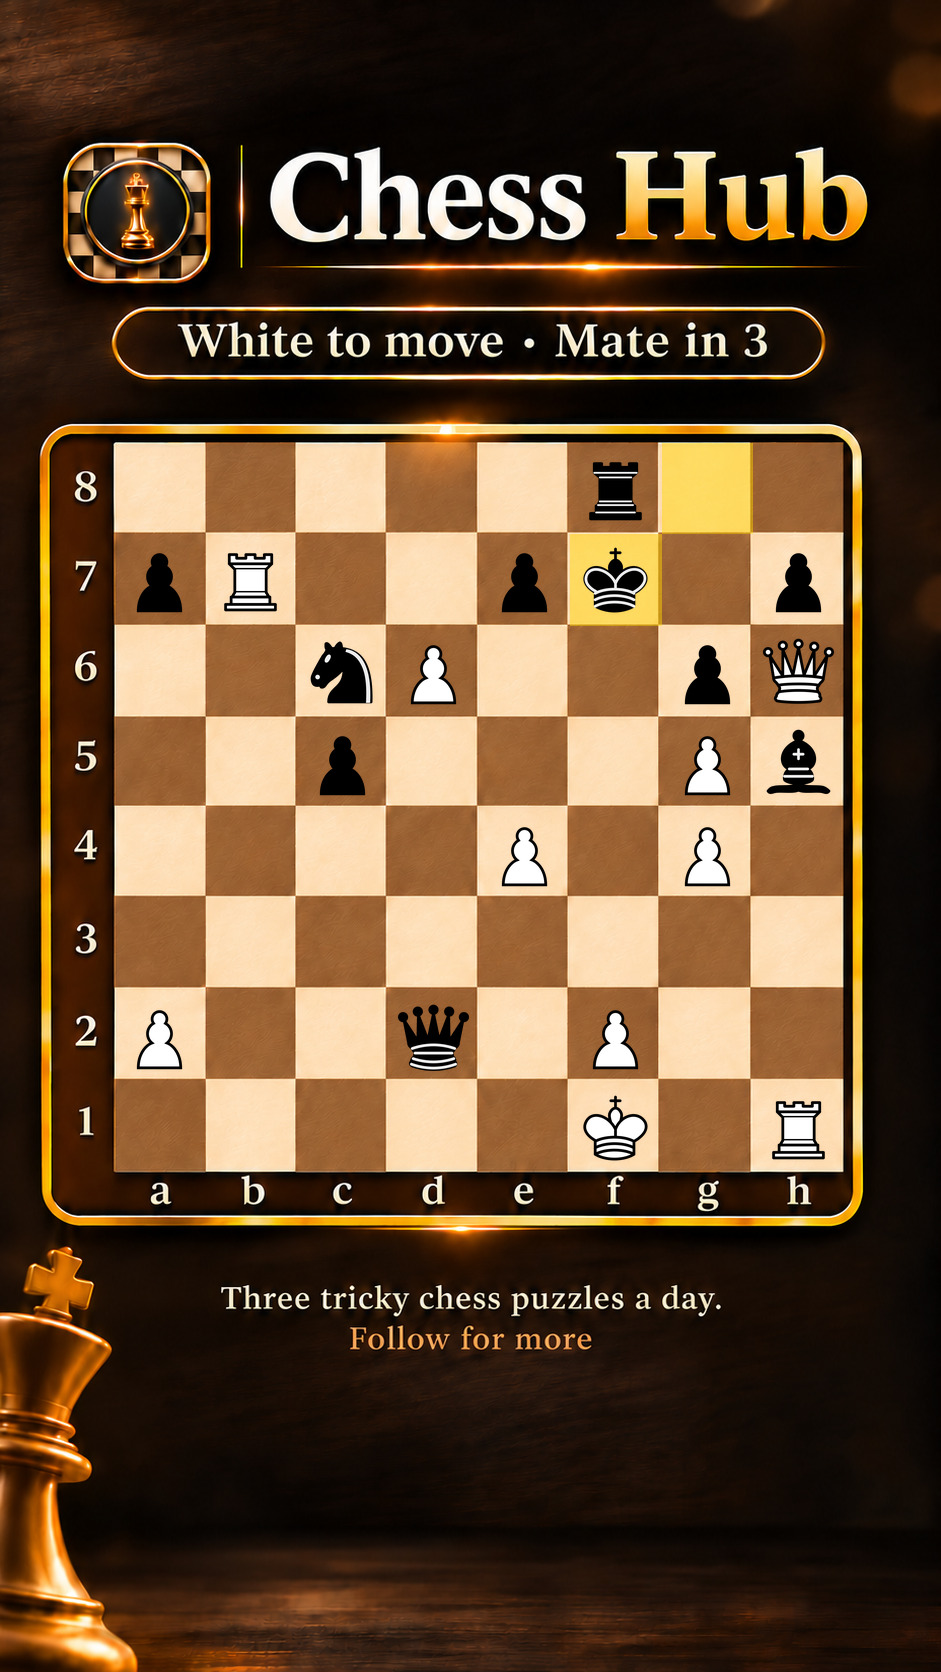 Chess Hub
White to move • Mate in 3
8
7
6
5
4
3
2
1
a b c d e f g h
Three tricky chess puzzles a day.
Follow for more